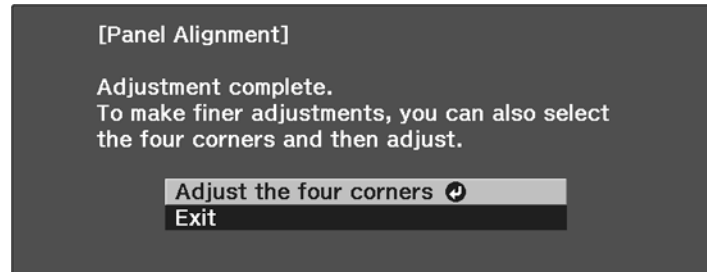 [Panel Alignment]
Adjustment complete.
To make finer adjustments, you can also select
the four corners and then adjust.
Adjust the four corners
Exit